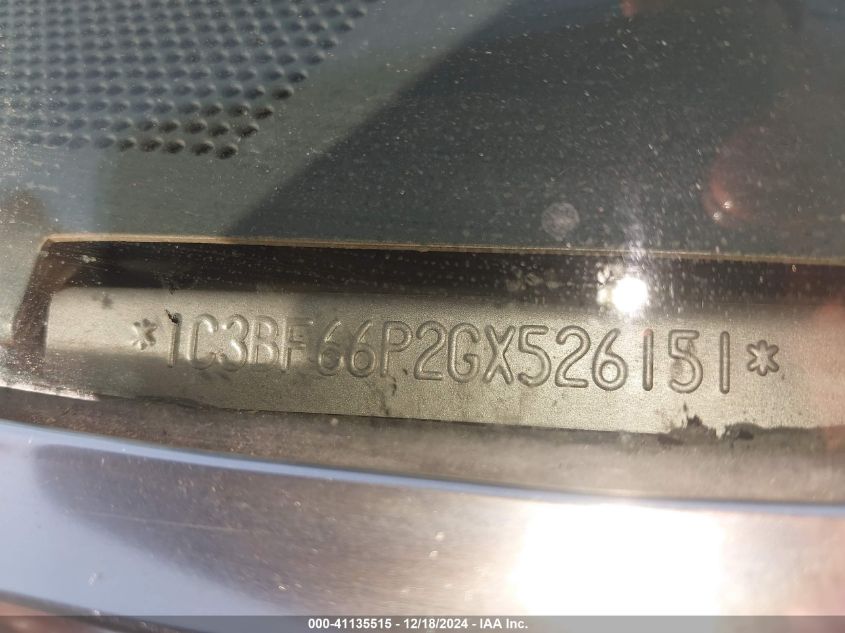 *1C3BF66P2GX526151*
000-41135515 - 12/18/2024 - IAA Inc.